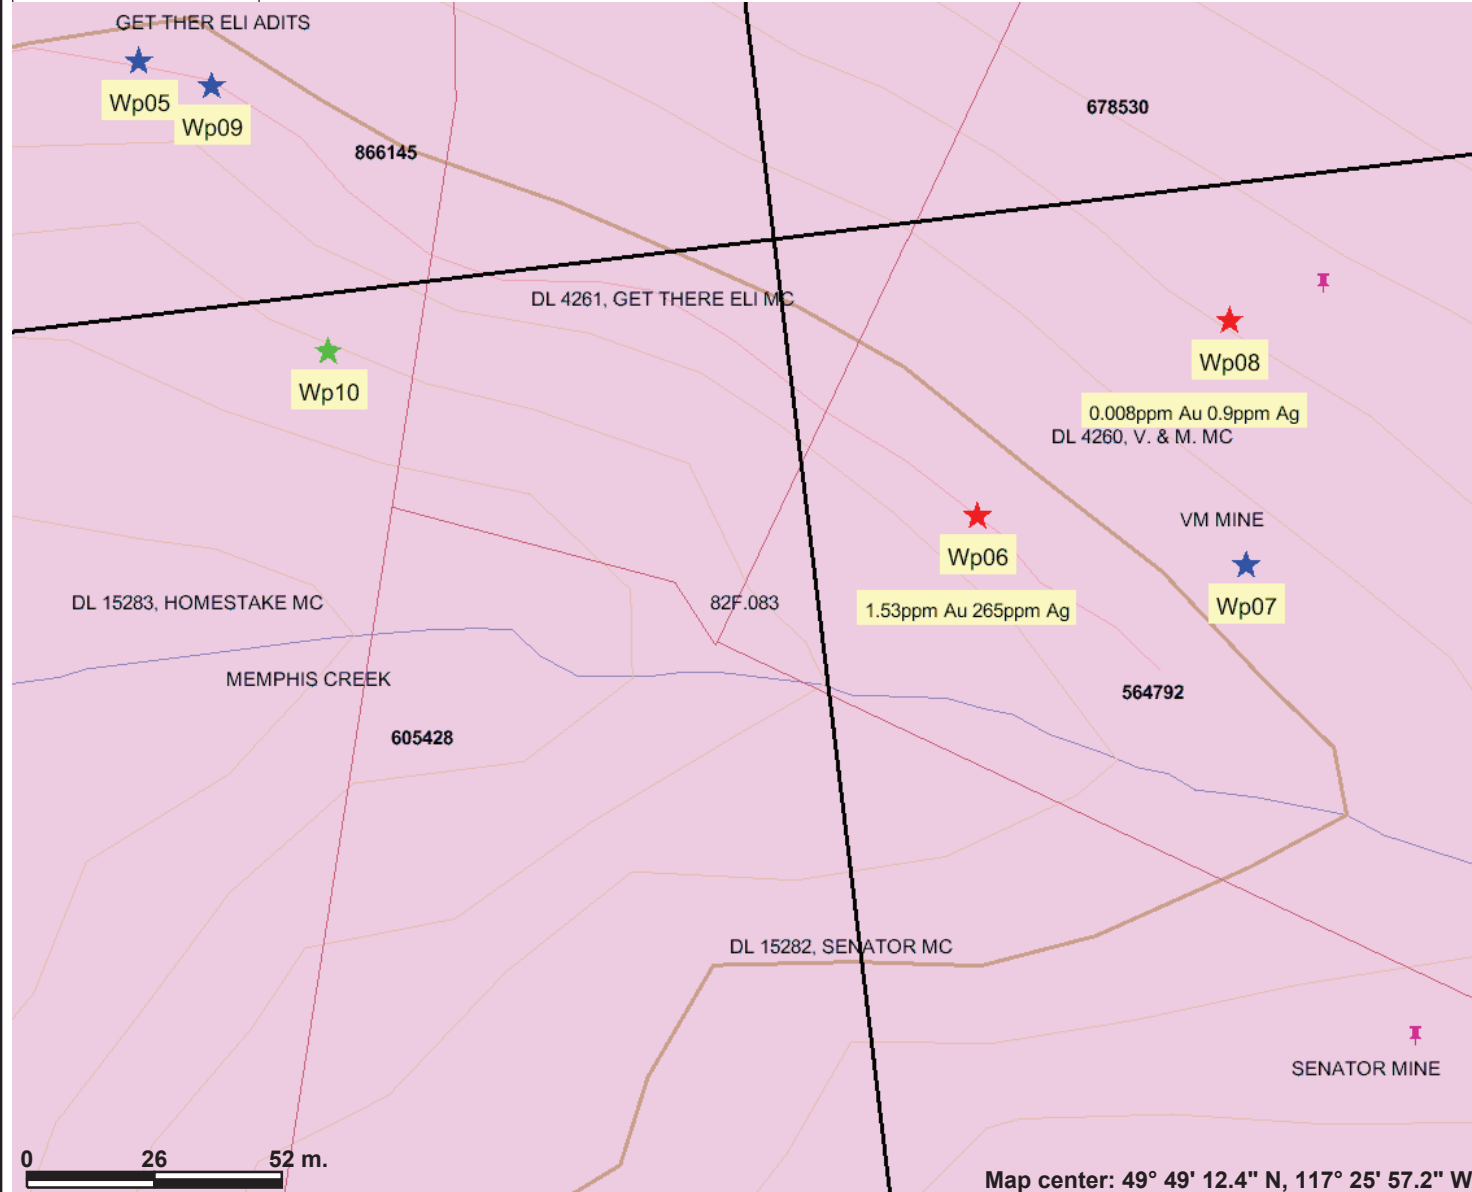 GET THER ELI ADITS
Wp05
Wp09
678530
866145
DL 4261, GET THERE ELI MC
Wp08
Wp10
0.008ppm Au 0.9ppm Ag
DL 4260, V. & M. MC
VM MINE
Wp06
DL 15283, HOMESTAKE MC
82F.083
1.53ppm Au 265ppm Ag
Wp07
MEMPHIS CREEK
564792
605428
DL 15282, SENATOR MC
SENATOR MINE
0 26 52 m.
Map center: 49° 49' 12.4" N, 117° 25' 57.2" W